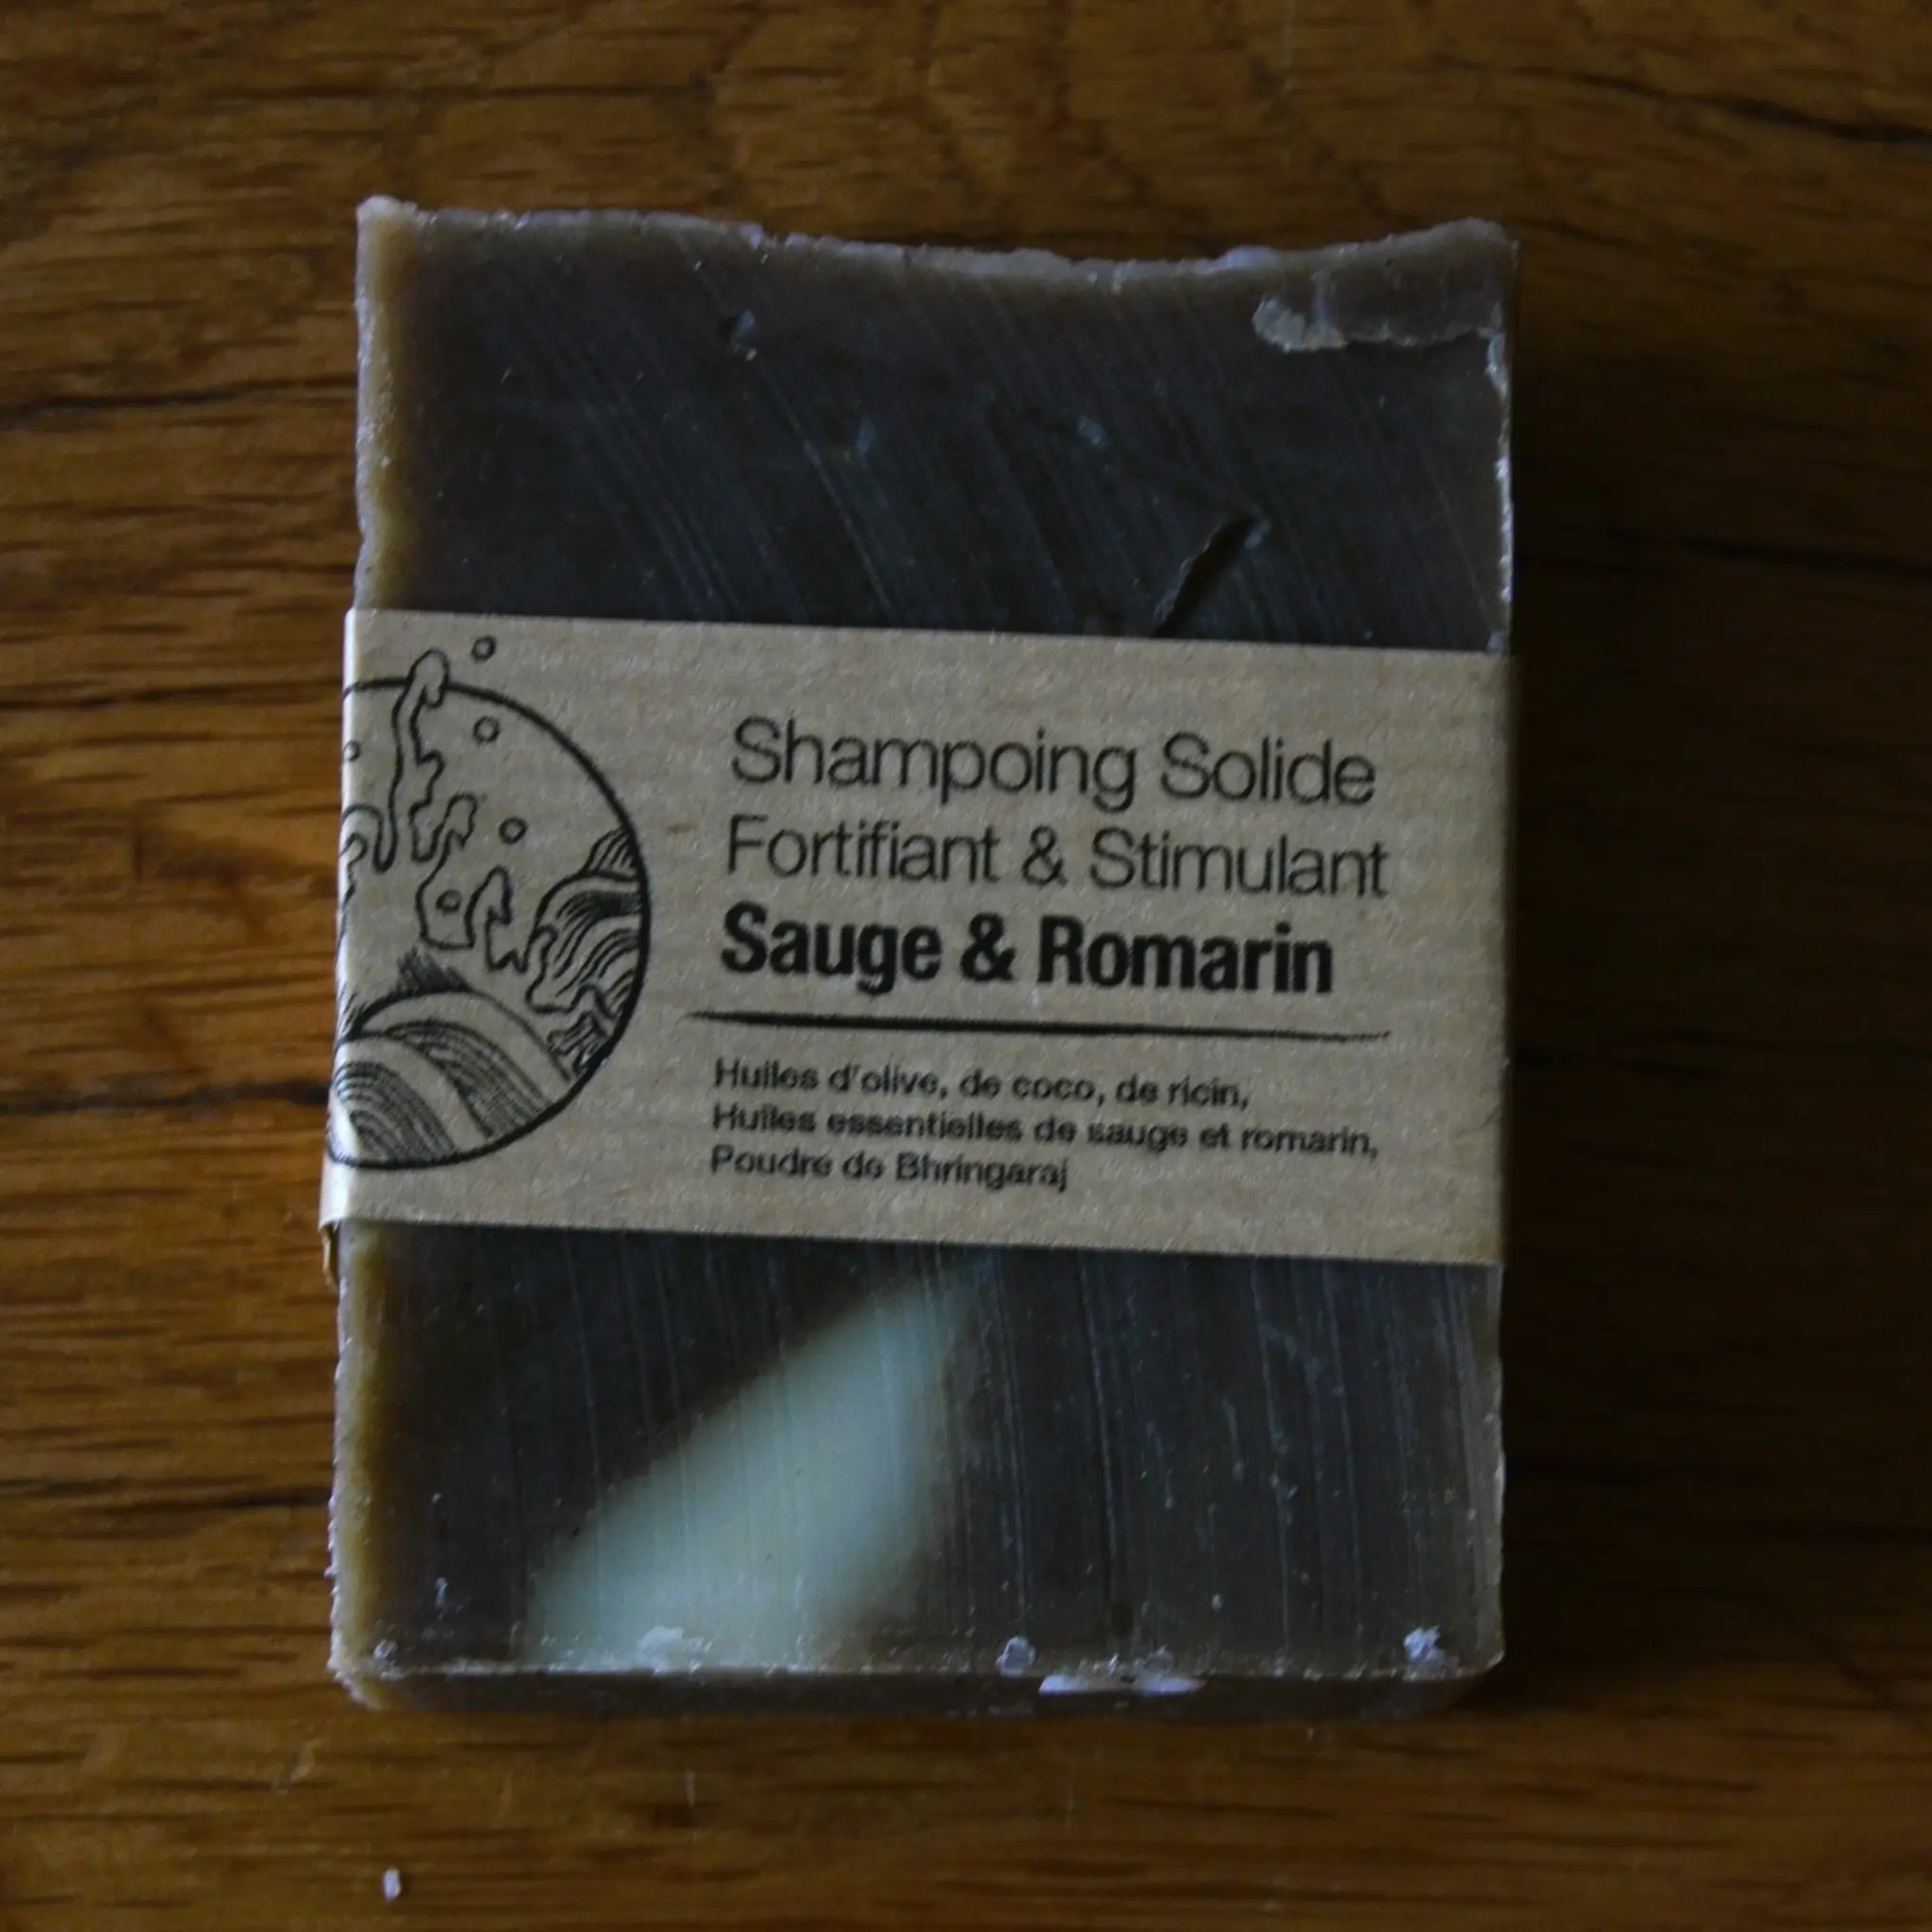 Shampoing Solide
Fortifiant & Stimulant
Sauge & Romarin
Huiles d'olive, de coco, de ricin,
Huiles essentielles de sauge et romarin,
Poudre de Bhringaraj